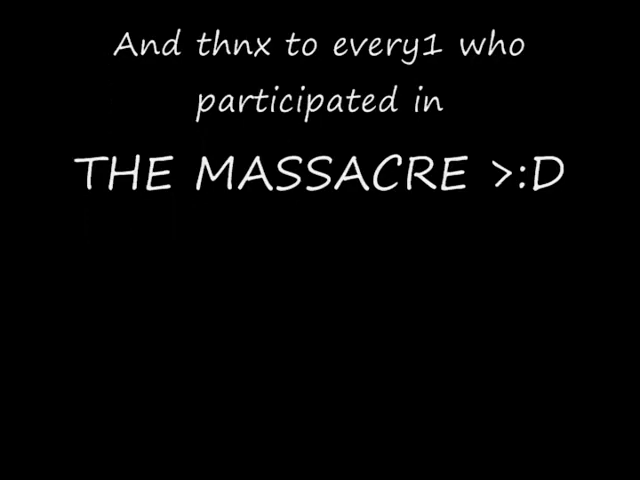 And thnx to every1 who
participated in
THE MASSACRE >:D